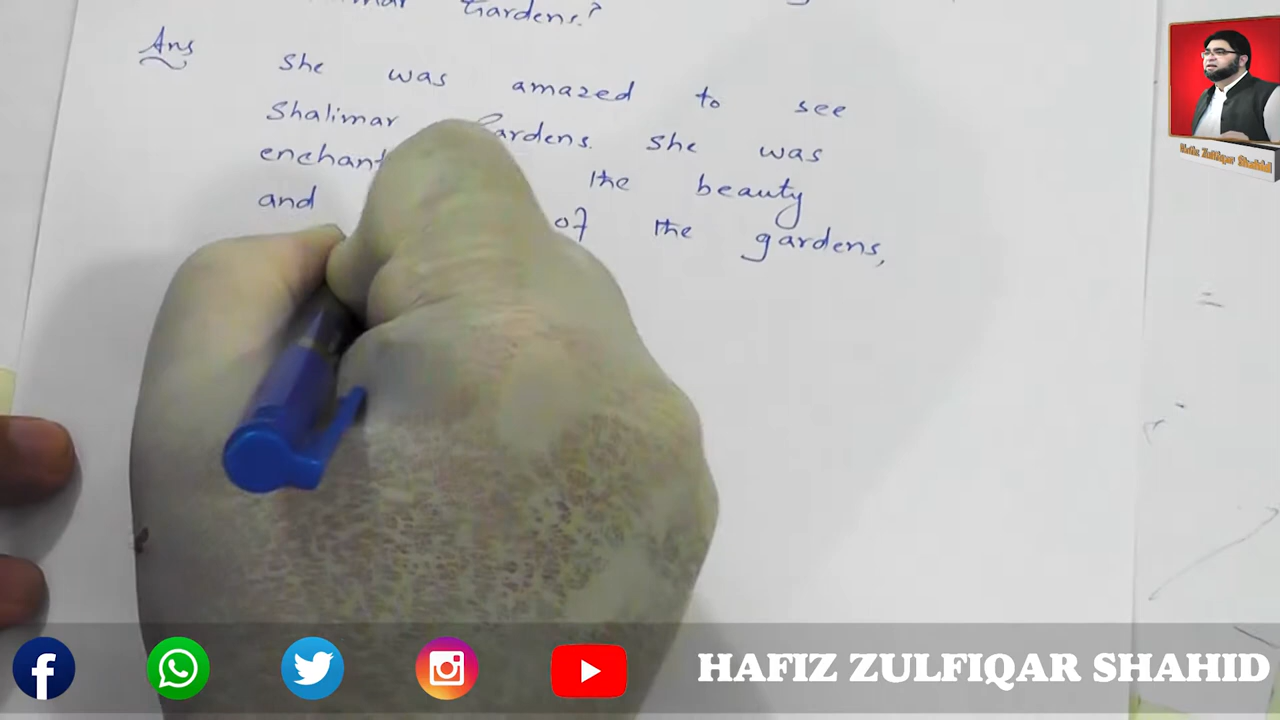 Gardens?
Ans She was amazed to see
Shalimar Gardens. She was
the beauty
and of the gardens,
Hafiz Zulfiqar Shahid
HAFIZ ZULFIQAR SHAHID